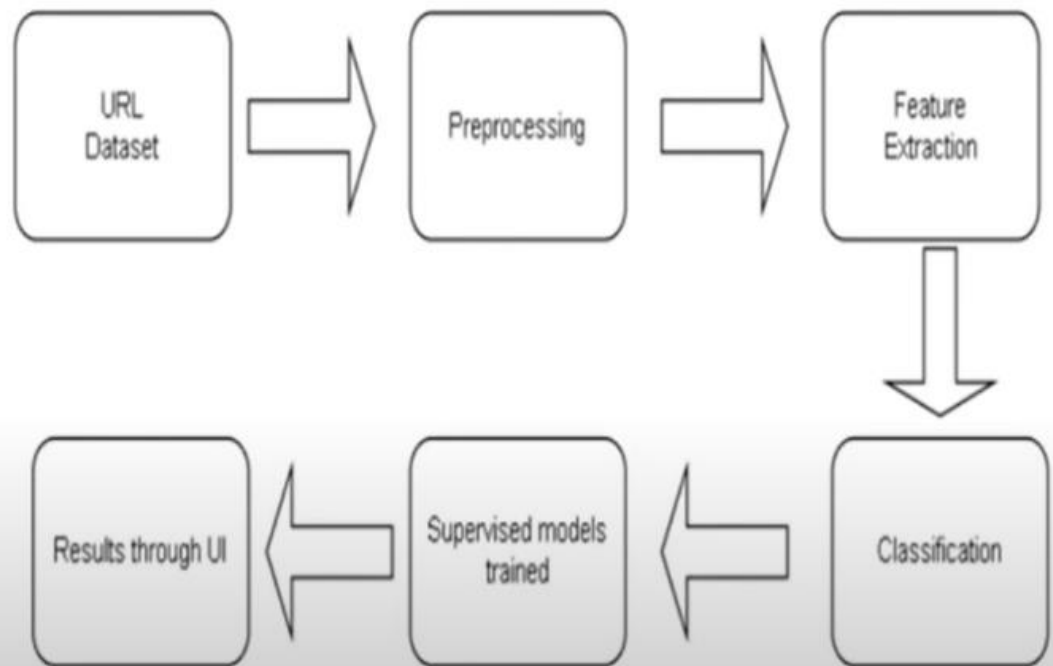 URL
Dataset
Preprocessing
Feature
Extraction
Classification
Supervised models
trained
Results through UI